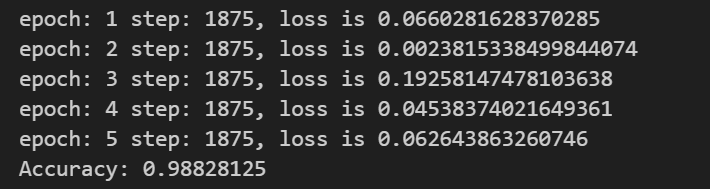 epoch: 1 step: 1875, loss is 0.0660281628370285
epoch: 2 step: 1875, loss is 0.0023815338499844074
epoch: 3 step: 1875, loss is 0.19258147478103638
epoch: 4 step: 1875, loss is 0.04538374021649361
epoch: 5 step: 1875, loss is 0.062643863260746
Accuracy: 0.98828125